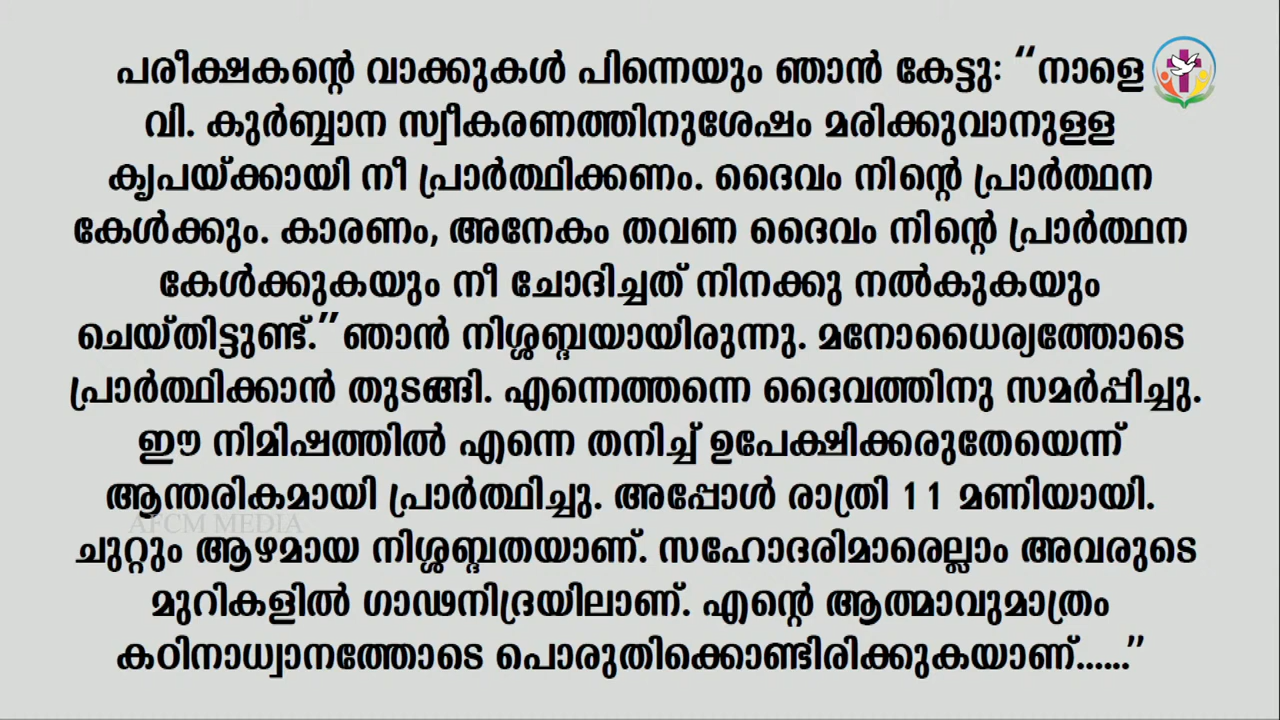 പരീക്ഷകന്റെ വാക്കുകൾ പിന്നെയും ഞാൻ കേട്ടു: “നാളെ
വി. കുർബ്ബാന സ്വീകരണത്തിനുശേഷം മരിക്കുവാനുള്ള
കൃപയ്ക്കായി നീ പ്രാർത്ഥിക്കണം. ദൈവം നിന്റെ പ്രാർത്ഥന
കേൾക്കും. കാരണം, അനേകം തവണ ദൈവം നിന്റെ പ്രാർത്ഥന
കേൾക്കുകയും നീ ചോദിച്ചത് നിനക്കു നൽകുകയും
ചെയ്തിട്ടുണ്ട്.”ഞാൻ നിശ്ശബ്ദയായിരുന്നു. മനോധൈര്യത്തോടെ
പ്രാർത്ഥിക്കാൻ തുടങ്ങി. എന്നെത്തന്നെ ദൈവത്തിനു സമർപ്പിച്ചു.
ഈ നിമിഷത്തിൽ എന്നെ തനിച്ച് ഉപേക്ഷിക്കരുതേയെന്ന്
ആന്തരികമായി പ്രാർത്ഥിച്ചു. അപ്പോൾ രാത്രി 11 മണിയായി.
AFCM MEDIA
ചുറ്റും ആഴമായ നിശ്ശബ്ദതയാണ്. സഹോദരിമാരെല്ലാം അവരുടെ
മുറികളിൽ ഗാഢനിദ്രയിലാണ്. എന്റെ ആത്മാവുമാത്രം
കഠിനാധ്വാനത്തോടെ പൊരുതിക്കൊണ്ടിരിക്കുകയാണ്......”